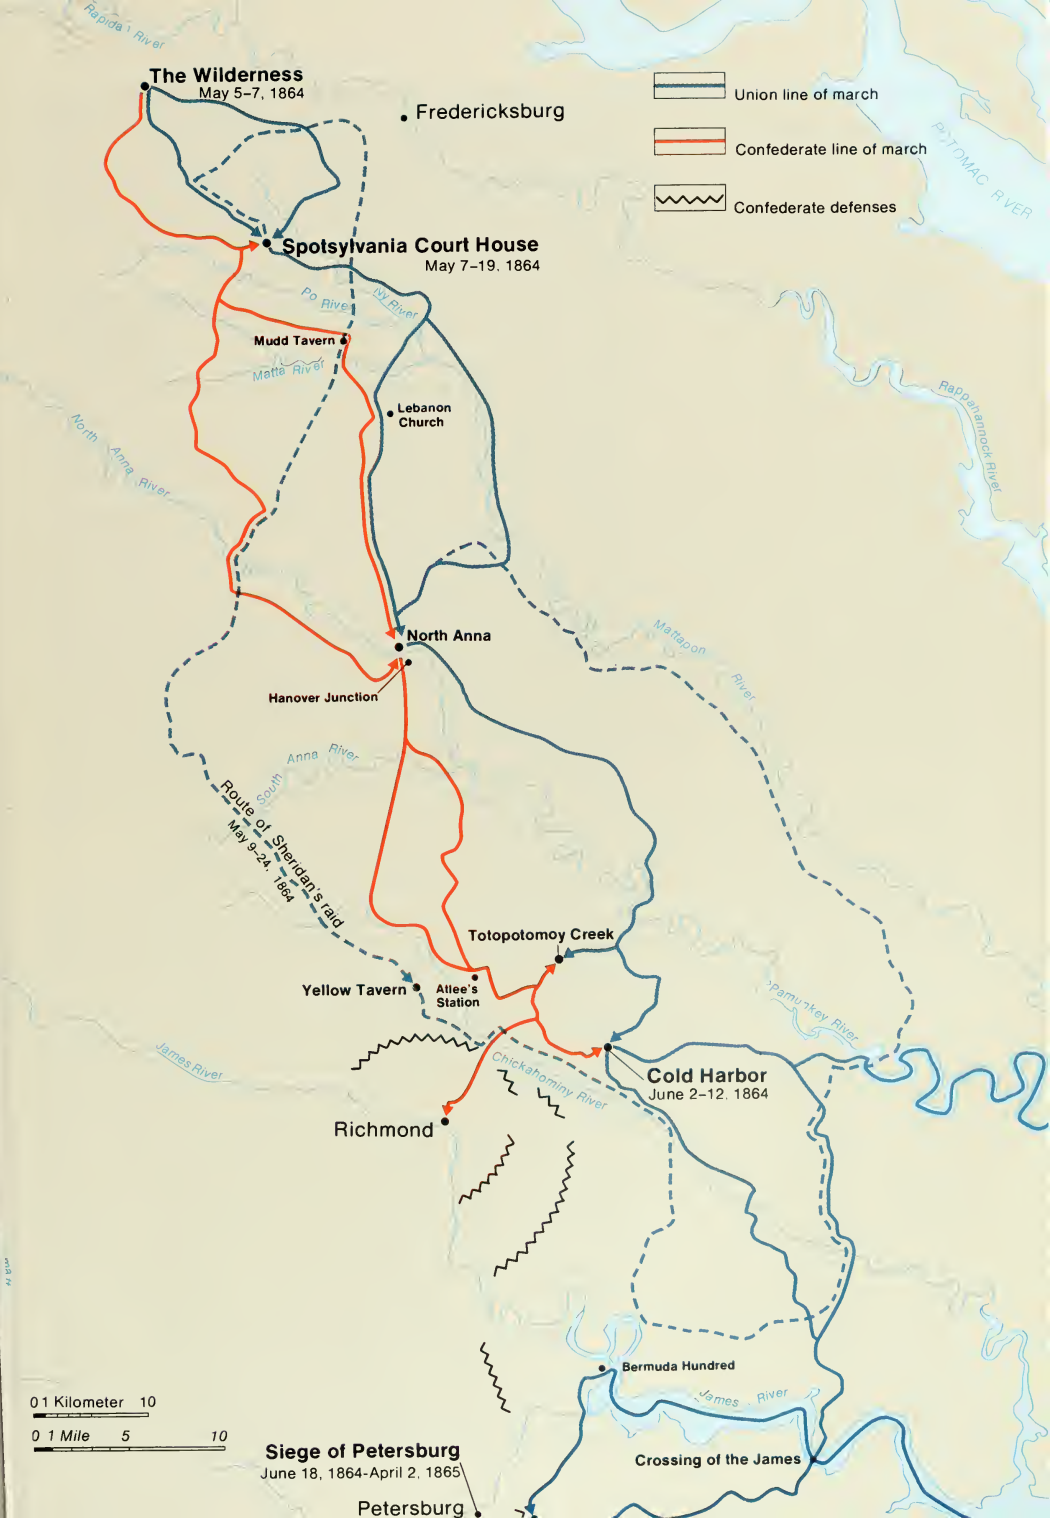 Rapidan River
The Wilderness
May 5–7, 1864
Fredericksburg
Union line of march
Confederate line of march
Confederate defenses
POTOMAC RIVER
Spotsylvania Court House
May 7–19. 1864
Po River
Ivy River
Mudd Tavern
Matta River
Lebanon
Church
Rappahannock River
North Anna River
North Anna
Hanover Junction
Mattapon River
South Anna River
Route of Sheridan's raid
May 9–24, 1864
Totopotomoy Creek
Yellow Tavern
Atlee's
Station
Pamunkey River
James River
Chickahominy River
Cold Harbor
June 2–12. 1864
Richmond
Bermuda Hundred
James River
0 1 Kilometer 10
0 1 Mile 5 10
Siege of Petersburg
June 18, 1864-April 2, 1865
Crossing of the James
Petersburg